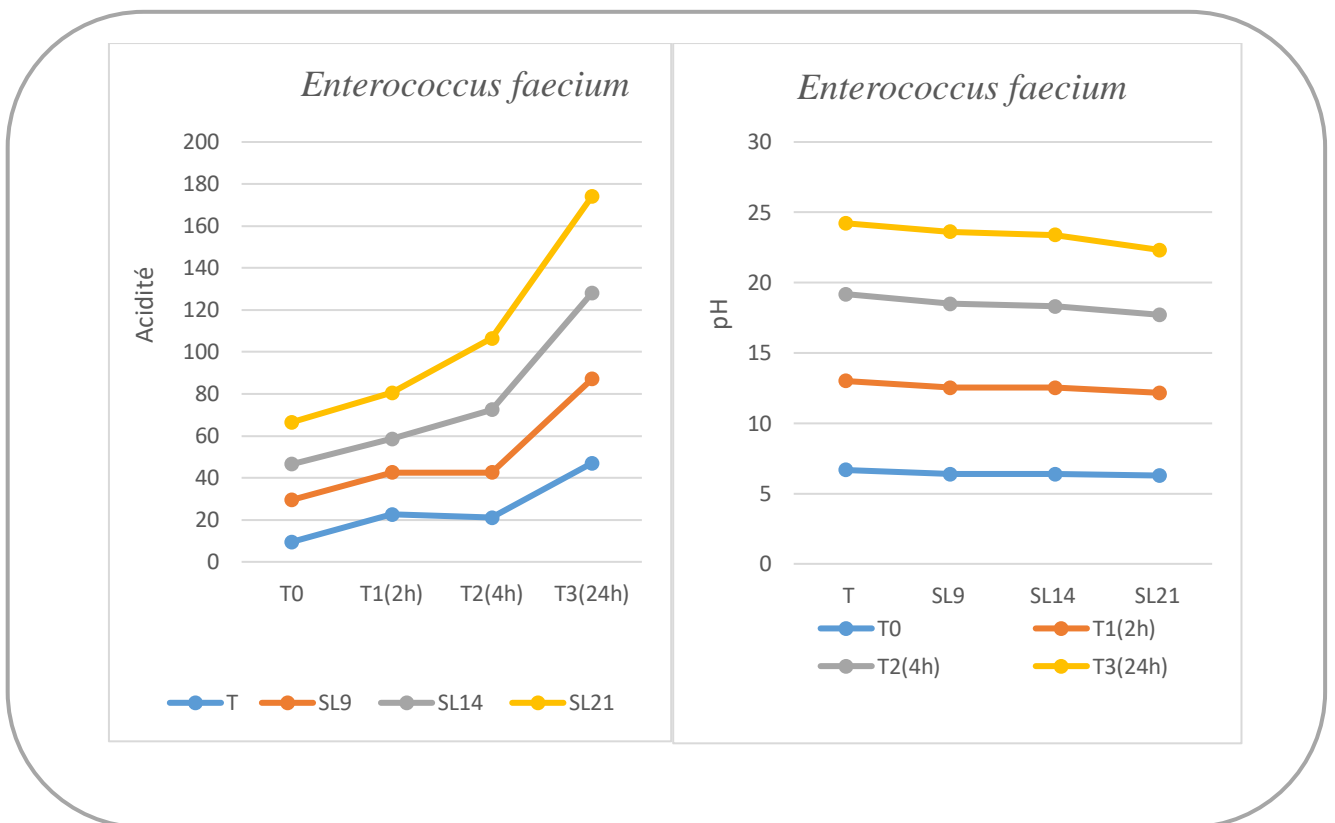 Enterococcus faecium
200
180
160
140
120
100
80
60
40
20
0
Acidité
T0 T1(2h) T2(4h) T3(24h)
T SL9 SL14 SL21
Enterococcus faecium
30
25
20
15
10
5
0
pH
T SL9 SL14 SL21
T0 T1(2h)
T2(4h) T3(24h)